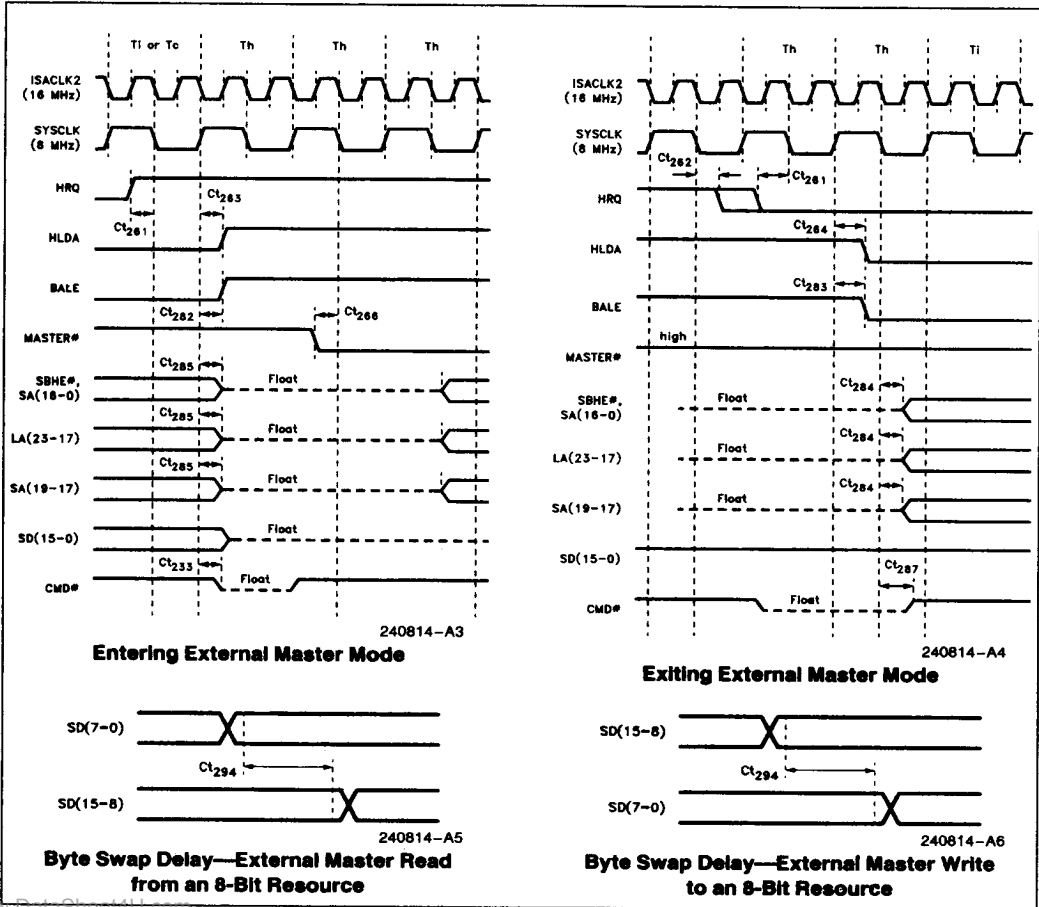 Ti or Tc Th Th Th
ISACLK2
(16 MHz)
SYSCLK
(8 MHz)
HRQ
Ct263
Ct261
HLDA
BALE
Ct282
Ct266
MASTER#
Ct285
SBHE#,
SA(16-0)
Float
Ct285
LA(23-17)
Float
Ct285
SA(19-17)
Float
SD(15-0)
Float
Ct233
CMD#
Float
240814-A3
Entering External Master Mode
Th Th Ti
ISACLK2
(16 MHz)
SYSCLK
(8 MHz)
Ct262
Ct261
HRQ
Ct264
HLDA
Ct283
BALE
high
MASTER#
Ct284
SBHE#,
SA(16-0)
Float
Ct284
LA(23-17)
Float
Ct284
SA(19-17)
Float
SD(15-0)
Ct287
CMD#
Float
240814-A4
Exiting External Master Mode
SD(7-0)
Ct294
SD(15-8)
240814-A5
Byte Swap Delay—External Master Read
from an 8-Bit Resource
SD(15-8)
Ct294
SD(7-0)
240814-A6
Byte Swap Delay—External Master Write
to an 8-Bit Resource